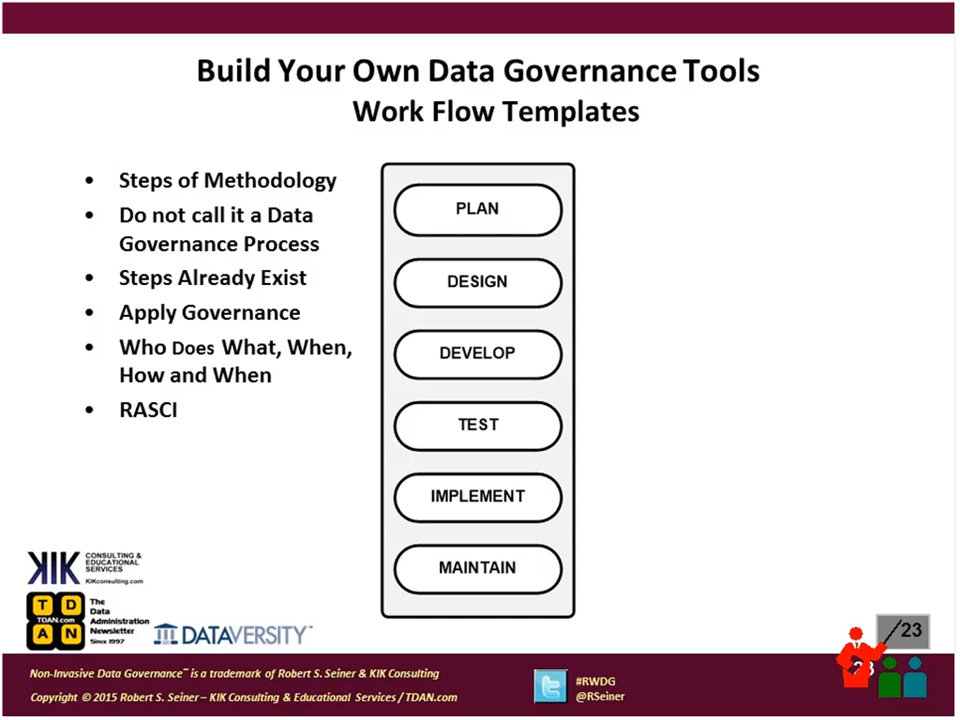 Build Your Own Data Governance Tools
Work Flow Templates
• Steps of Methodology
• Do not call it a Data
Governance Process
• Steps Already Exist
• Apply Governance
• Who Does What, When,
How and When
• RASCI
PLAN
DESIGN
DEVELOP
TEST
IMPLEMENT
MAINTAIN
KIK CONSULTING &
EDUCATIONAL
SERVICES
KIKconsulting.com
T D
TDAN.com
A N
The
Data
Administration
Newsletter
Since 1997
DATAVERSITY™
/23
Non-Invasive Data Governance™ is a trademark of Robert S. Seiner & KIK Consulting
Copyright © 2015 Robert S. Seiner – KIK Consulting & Educational Services / TDAN.com
#RWDG
@RSeiner